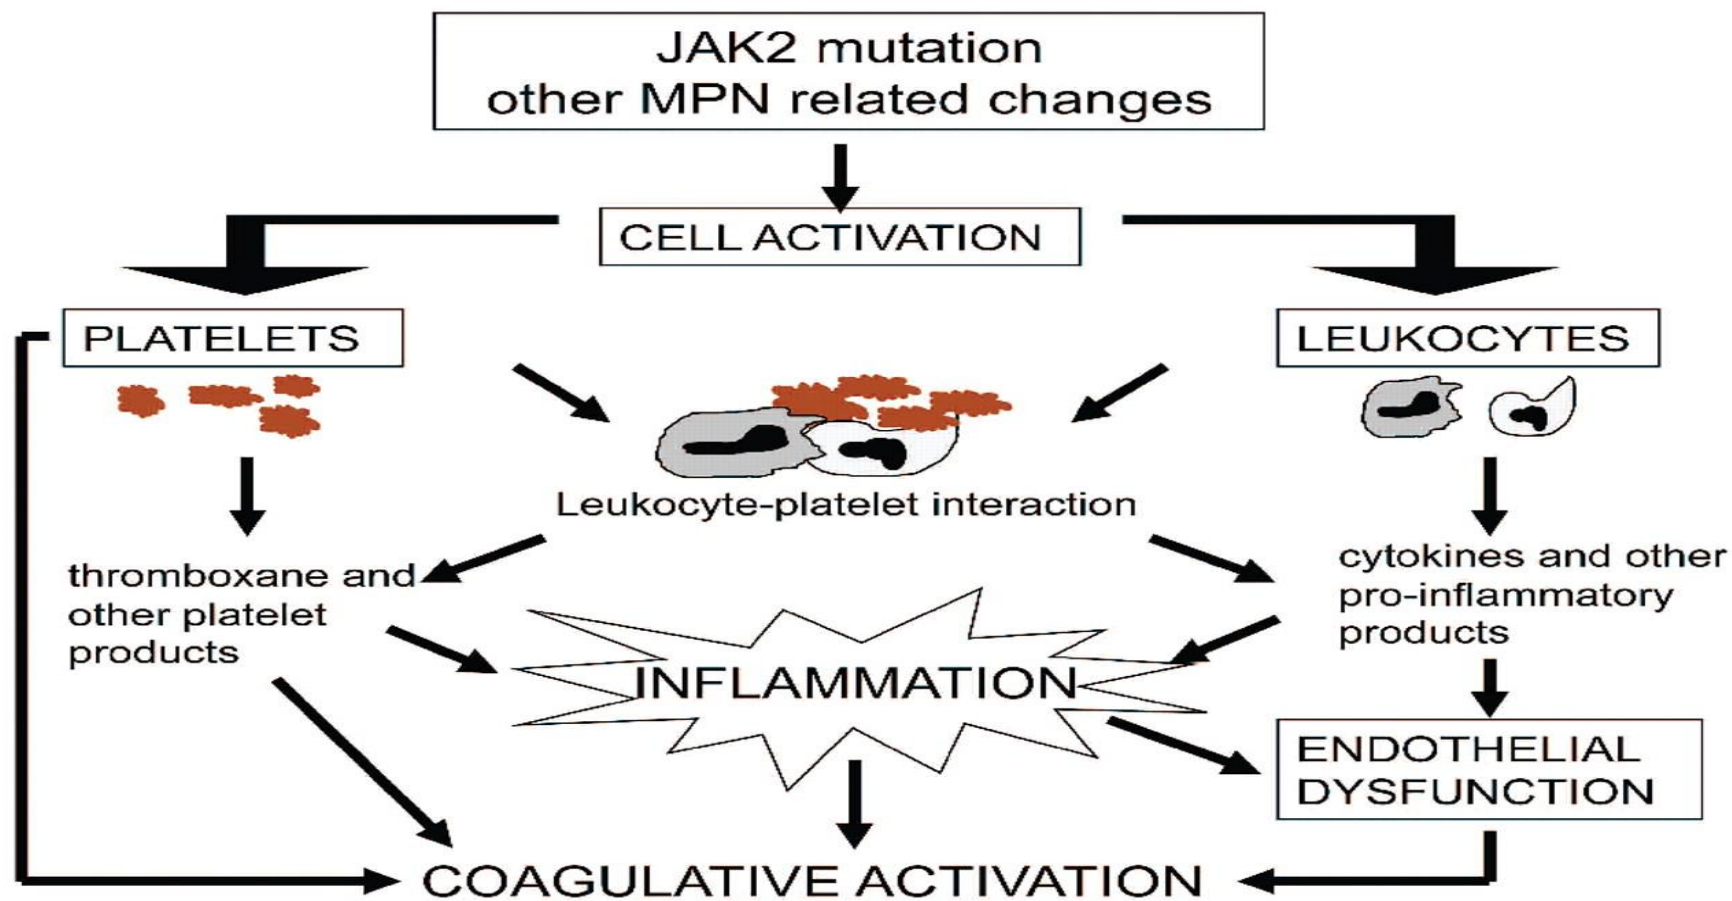 JAK2 mutation
other MPN related changes
CELL ACTIVATION
PLATELETS
LEUKOCYTES
Leukocyte-platelet interaction
thromboxane and
other platelet
products
cytokines and other
pro-inflammatory
products
INFLAMMATION
ENDOTHELIAL
DYSFUNCTION
COAGULATIVE ACTIVATION